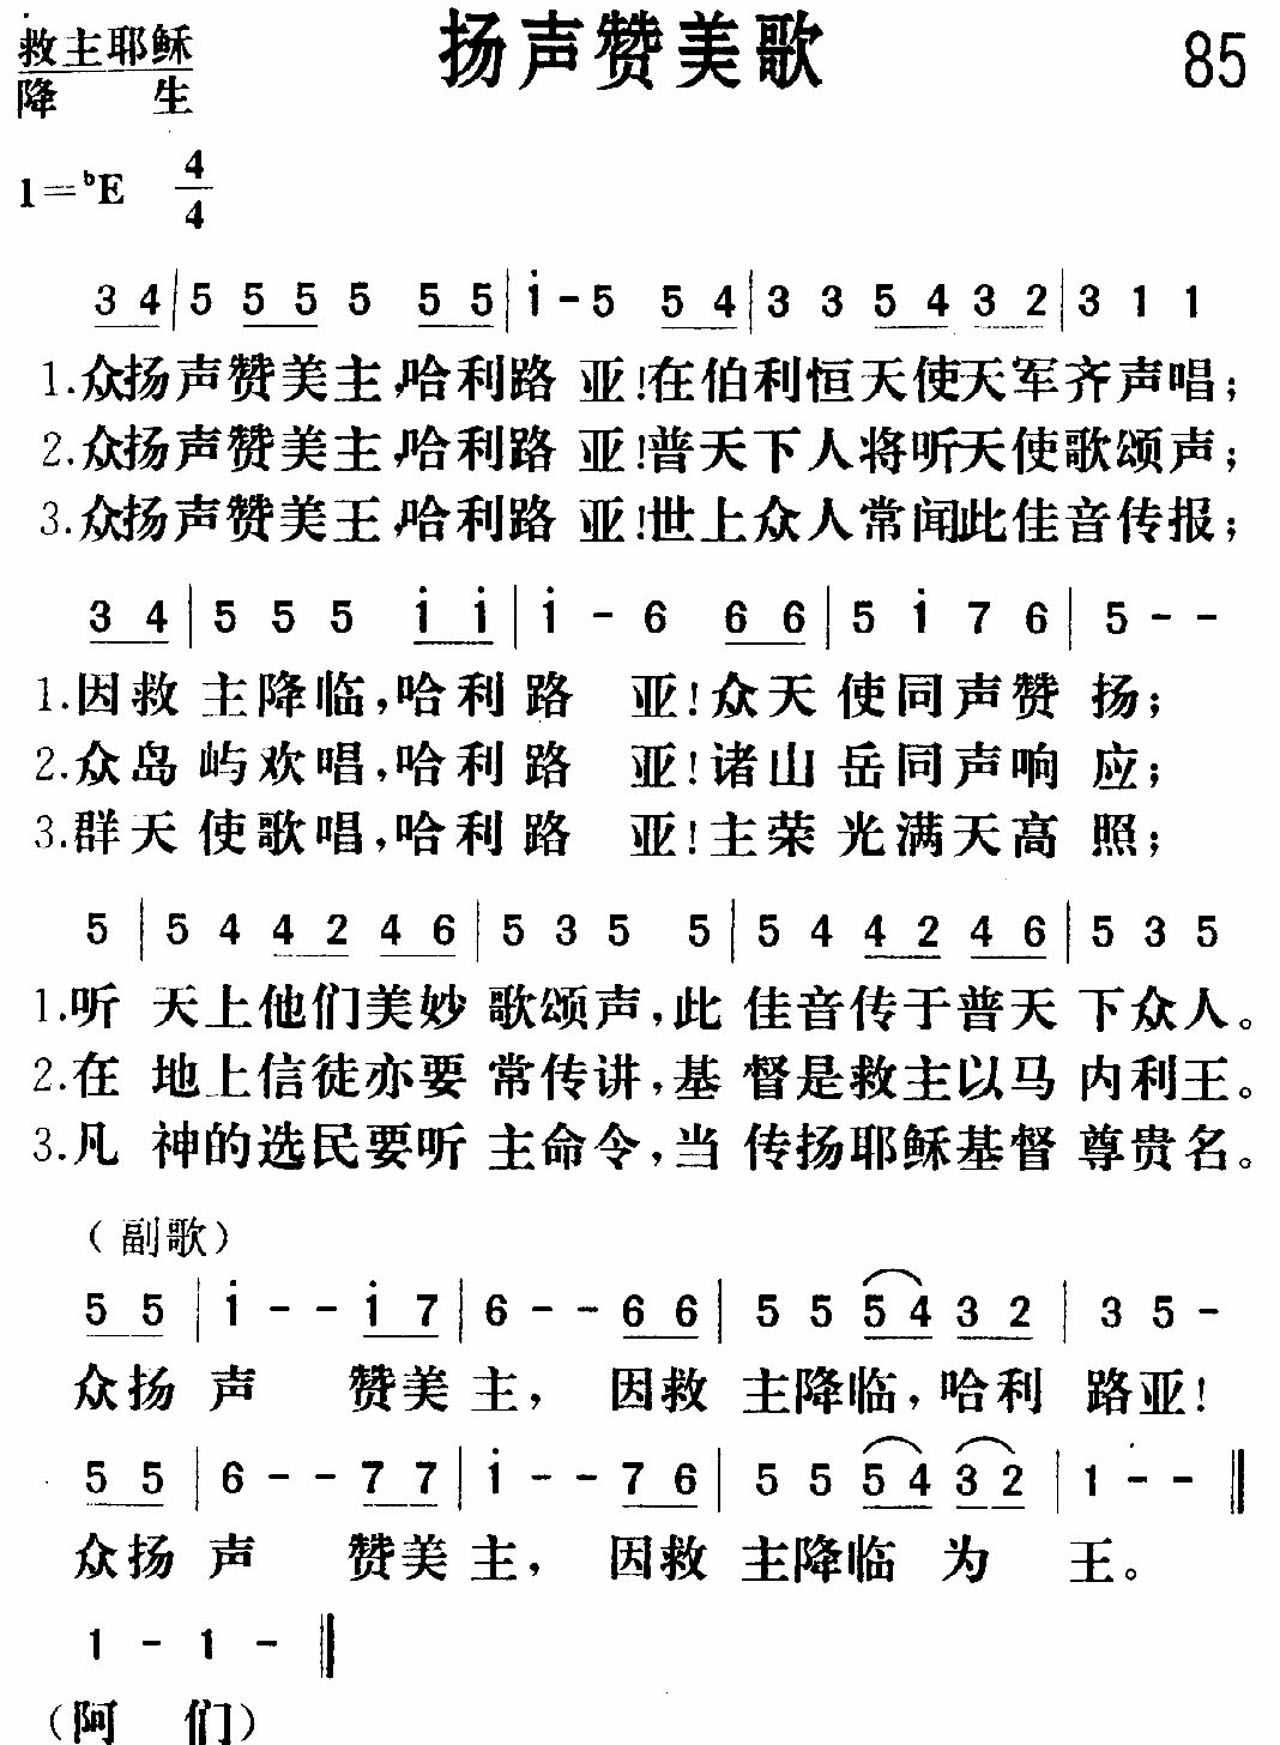 扬声赞美歌
85
救主耶稣
降生
1=♭E 4/4
3 4|5 5 5 5 5 5|i̇-5 5 4|3 3 5 4 3 2|3 1 1
1.众扬声赞美主,哈利路亚!在伯利恒天使天军齐声唱;
2.众扬声赞美主,哈利路亚!普天下人将听天使歌颂声;
3.众扬声赞美王,哈利路亚!世上众人常闻此佳音传报;
3 4|5 5 5 i̇ i̇|i̇ - 6 6 6|5 i̇ 7 6|5 - -
1.因救主降临,哈利路亚!众天使同声赞扬;
2.众岛屿欢唱,哈利路亚!诸山岳同声响应;
3.群天使歌唱,哈利路亚!主荣光满天高照;
5|5 4 4 2 4 6|5 3 5 5|5 4 4 2 4 6|5 3 5
1.听天上他们美妙歌颂声,此佳音传于普天下众人。
2.在地上信徒亦要常传讲,基督是救主以马内利王。
3.凡神的选民要听主命令,当传扬耶稣基督尊贵名。
(副歌)
5 5|i̇ - - i̇ 7|6 - - 6 6|5 5 5 4 3 2|3 5 -
众扬声赞美主,因救主降临,哈利路亚!
5 5|6 - - 7 7|i̇ - - 7 6|5 5 5 4 3 2|1 - -‖
众扬声赞美主,因救主降临为王。
1 - 1 -‖
(阿们)